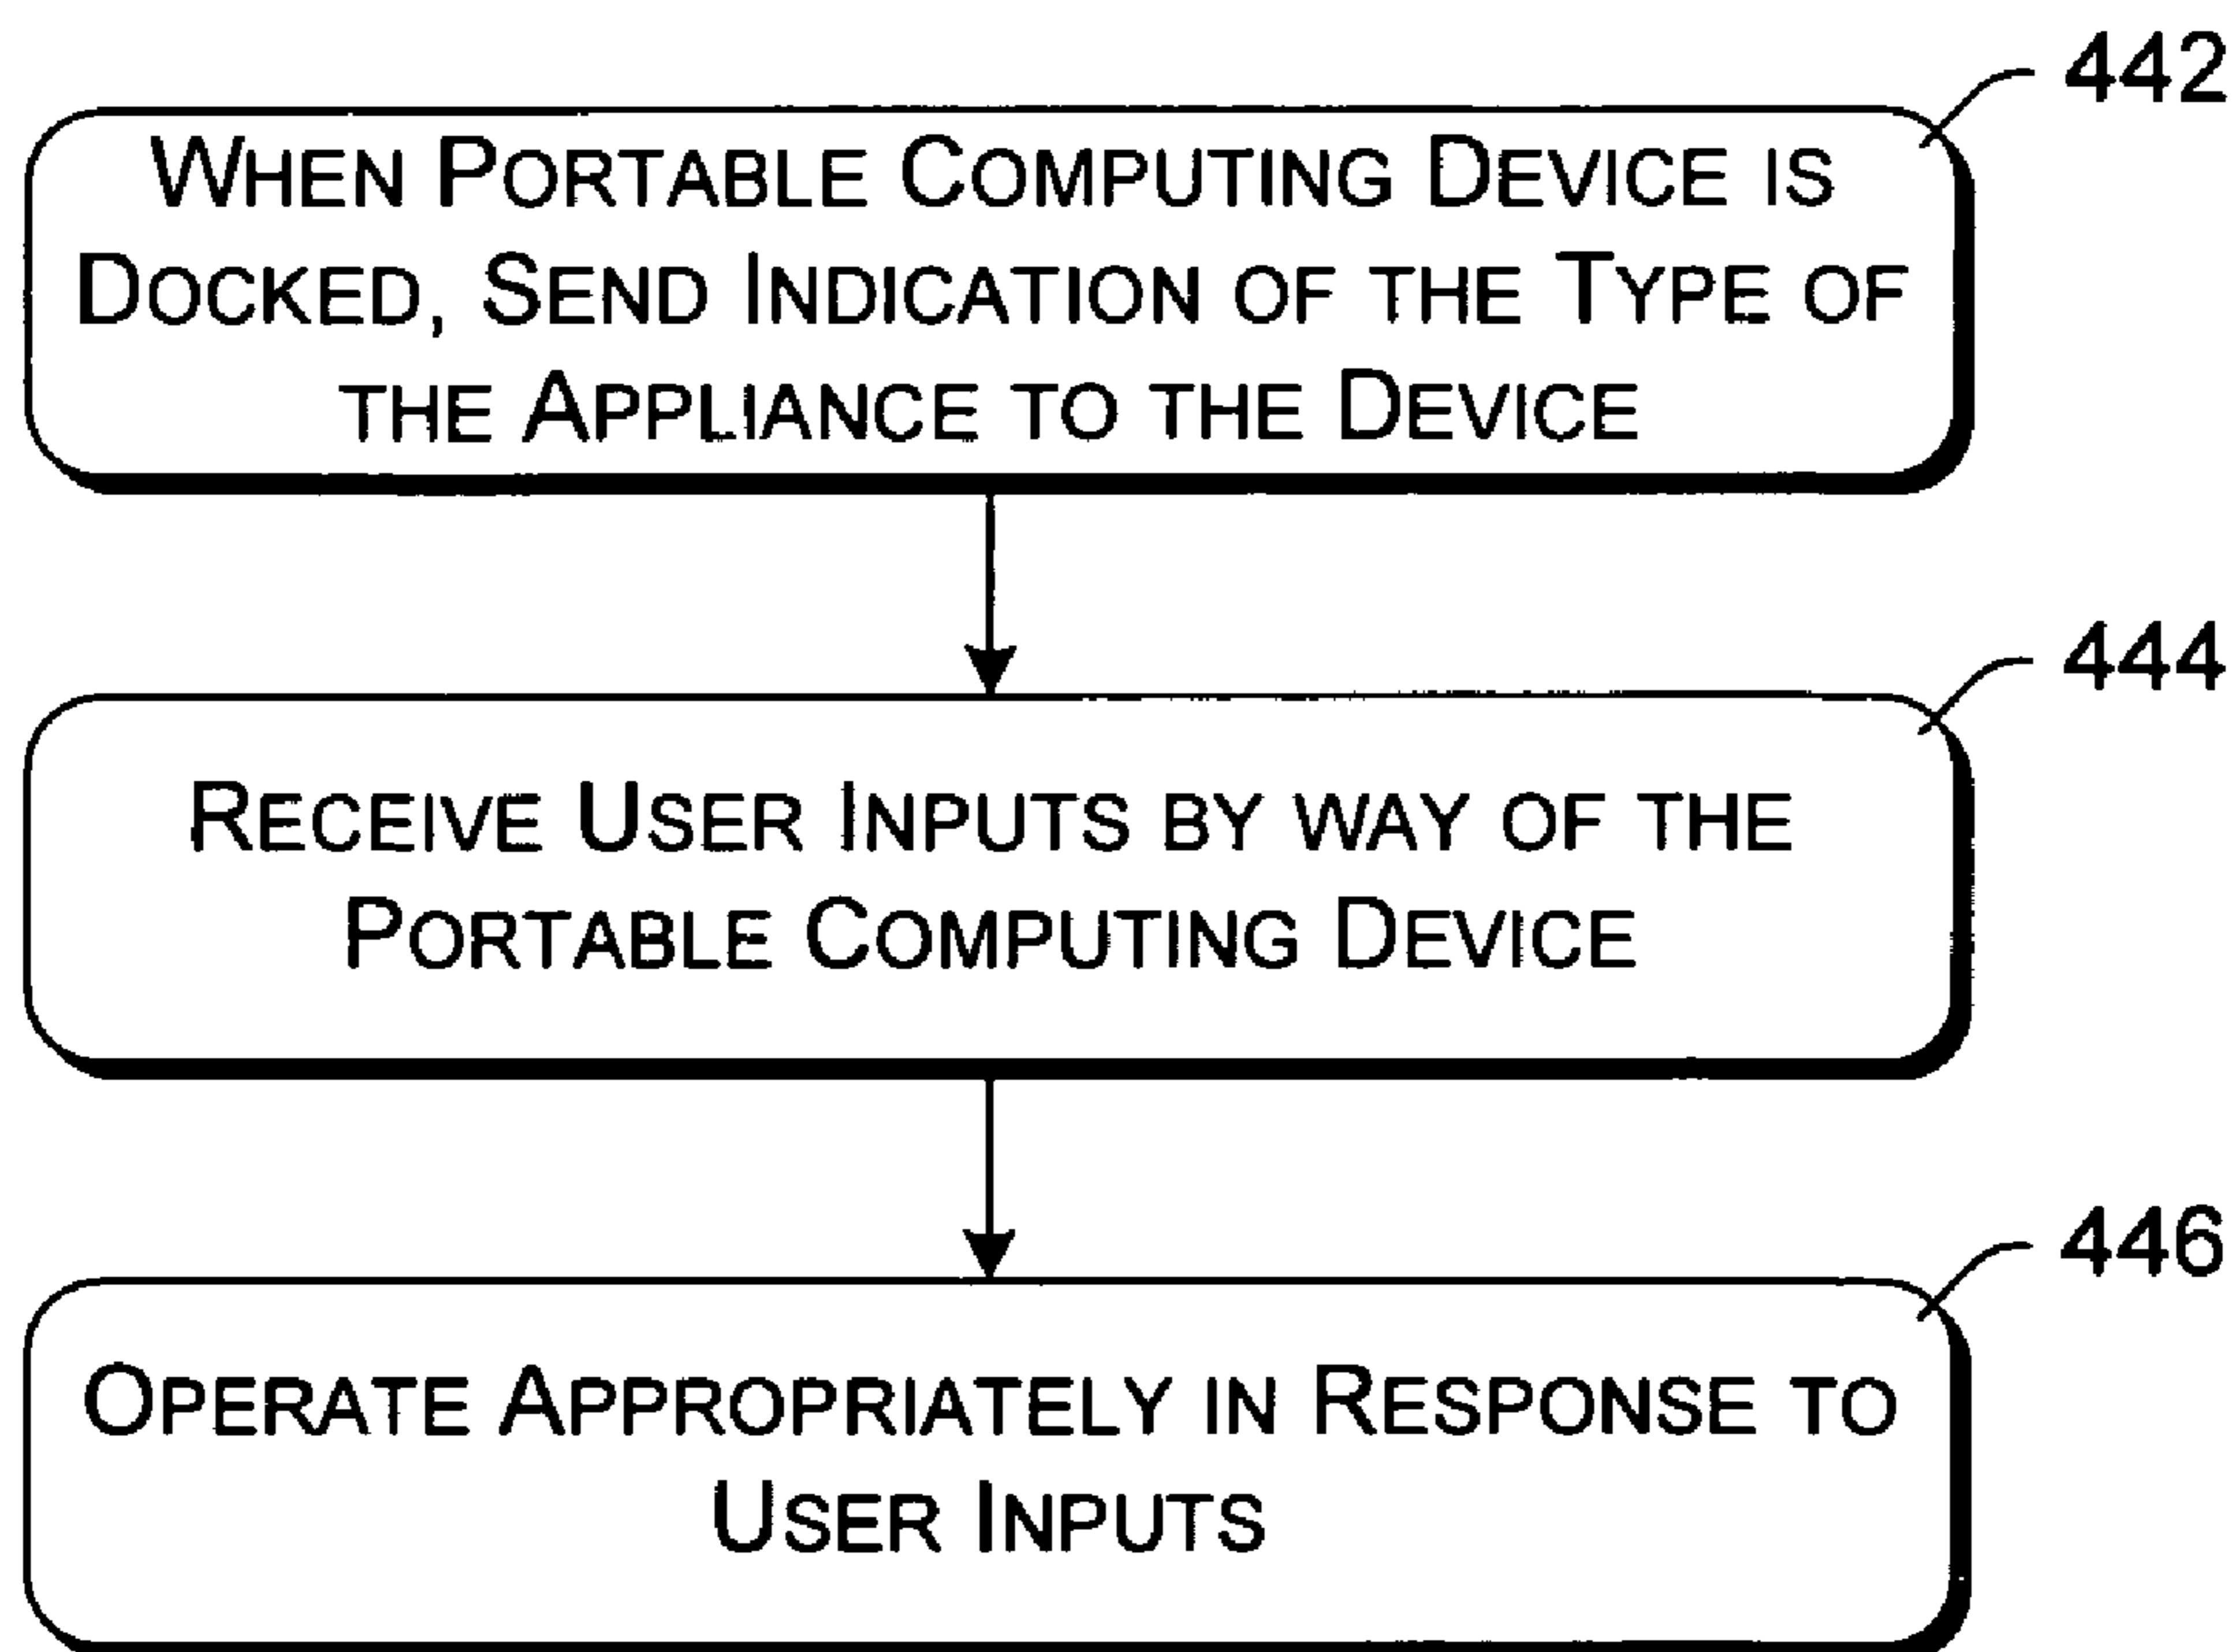 442
WHEN PORTABLE COMPUTING DEVICE IS
DOCKED, SEND INDICATION OF THE TYPE OF
THE APPLIANCE TO THE DEVICE
444
RECEIVE USER INPUTS BY WAY OF THE
PORTABLE COMPUTING DEVICE
446
OPERATE APPROPRIATELY IN RESPONSE TO
USER INPUTS